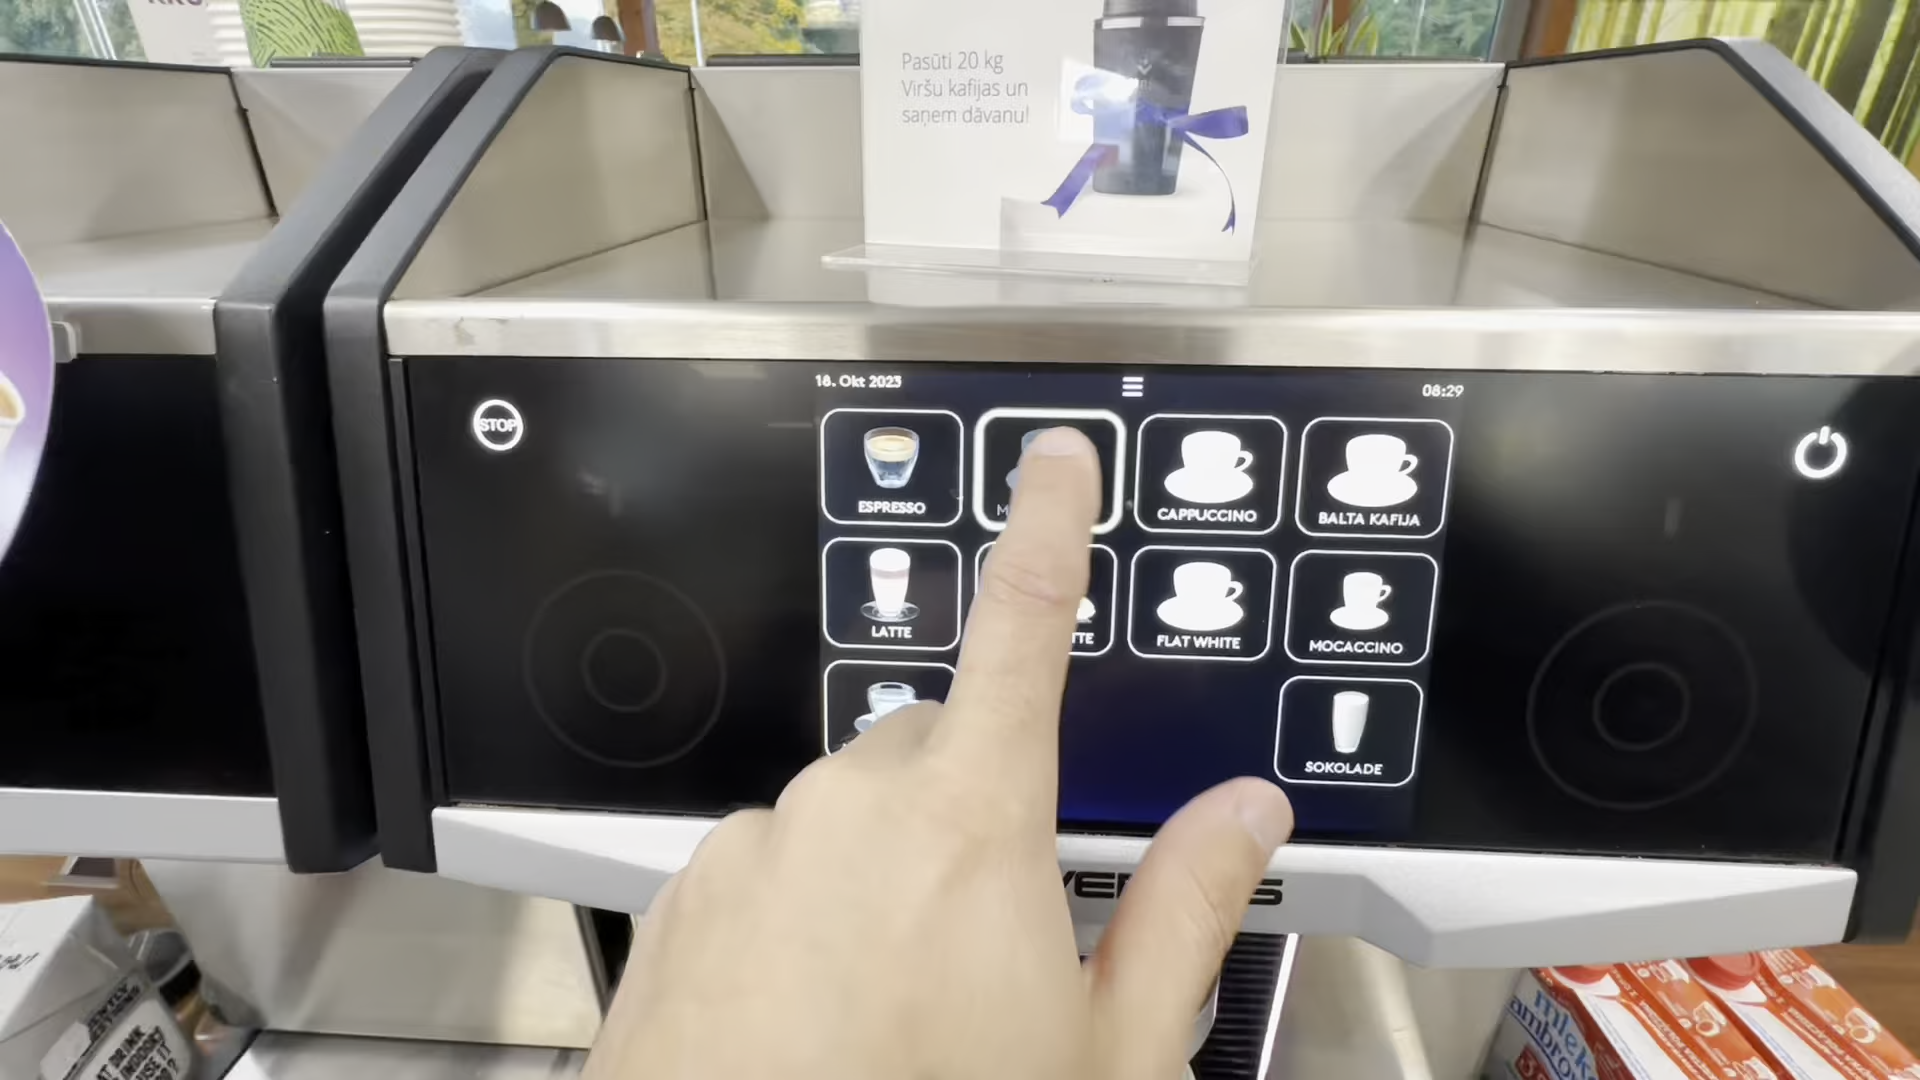 Pasūti 20 kg
Viršu kafijas un
saņem dāvanu!
18. Okt 2023
08:29
STOP
ESPRESSO
CAPPUCCINO
BALTA KAFIJA
LATTE
FLAT WHITE
MOCACCINO
SOKOLADE